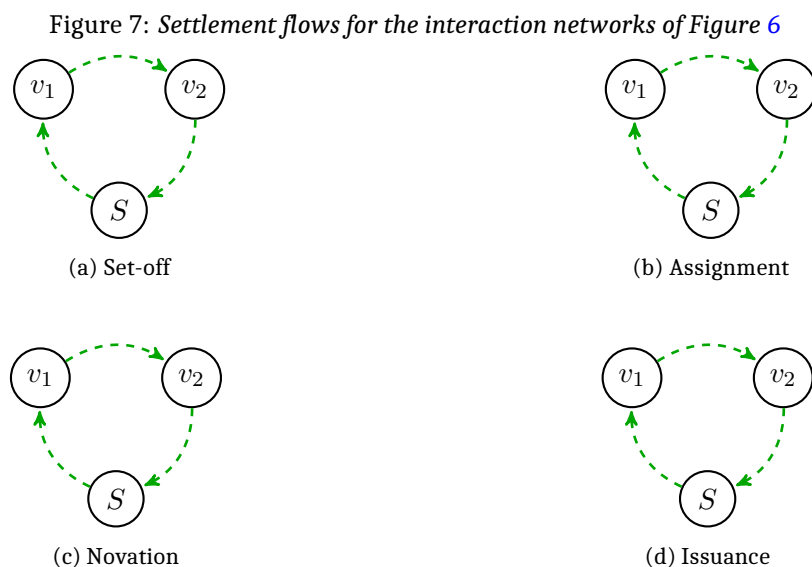 Figure 7: Settlement flows for the interaction networks of Figure 6
v1 v2 v1 v2
S S
(a) Set-off (b) Assignment
v1 v2 v1 v2
S S
(c) Novation (d) Issuance